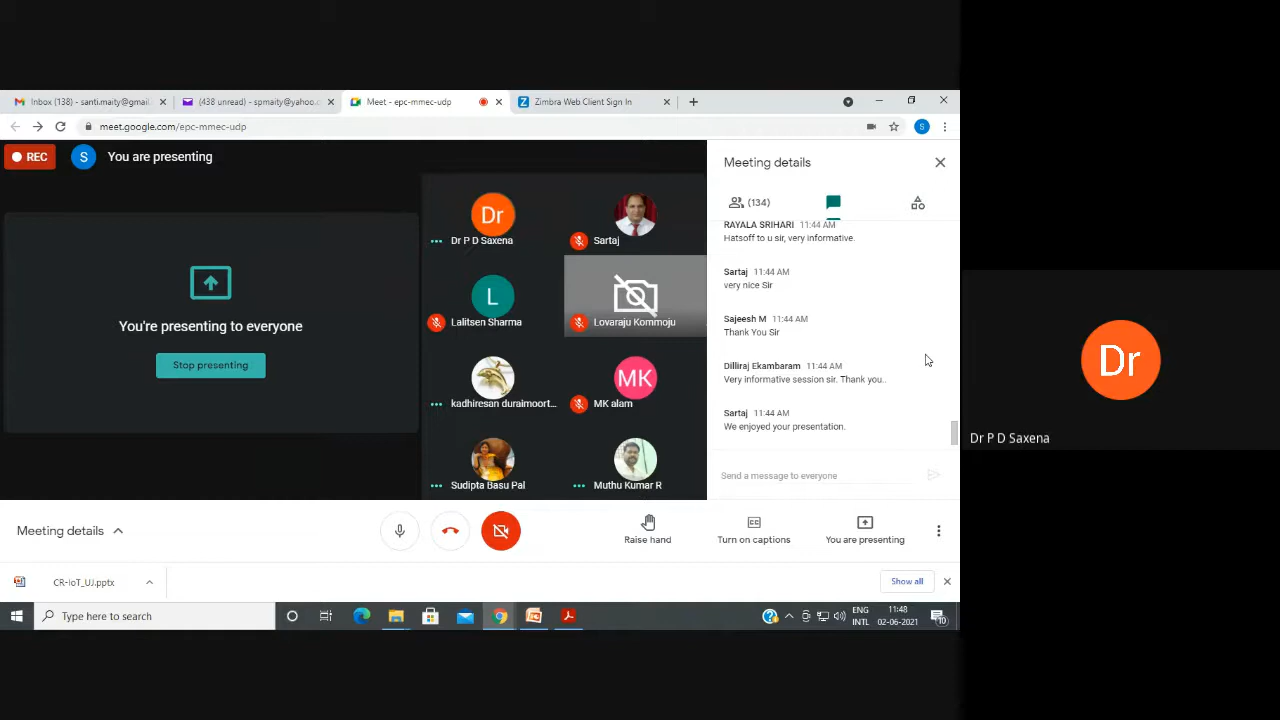 Inbox (138) - santi.maity@gmail
(438 unread) - spmaity@yahoo.c
Meet - epc-mmec-udp
Zimbra Web Client Sign In
meet.google.com/epc-mmec-udp
S
REC
S
You are presenting
You're presenting to everyone
Stop presenting
Dr
Dr P D Saxena
Sartaj
L
Lalitsen Sharma
Lovaraju Kommoju
kadhiresan duraimoort...
MK
MK alam
Sudipta Basu Pal
Muthu Kumar R
Meeting details
(134)
RAYALA SRIHARI 11:44 AM
Hatsoff to u sir, very informative.
Sartaj 11:44 AM
very nice Sir
Sajeesh M 11:44 AM
Thank You Sir
Dilliraj Ekambaram 11:44 AM
Very informative session sir. Thank you..
Sartaj 11:44 AM
We enjoyed your presentation.
Send a message to everyone
Dr
Dr P D Saxena
Meeting details
Raise hand
Turn on captions
You are presenting
CR-IoT_UJ.pptx
Show all
Type here to search
ENG
INTL
11:48
02-06-2021
10